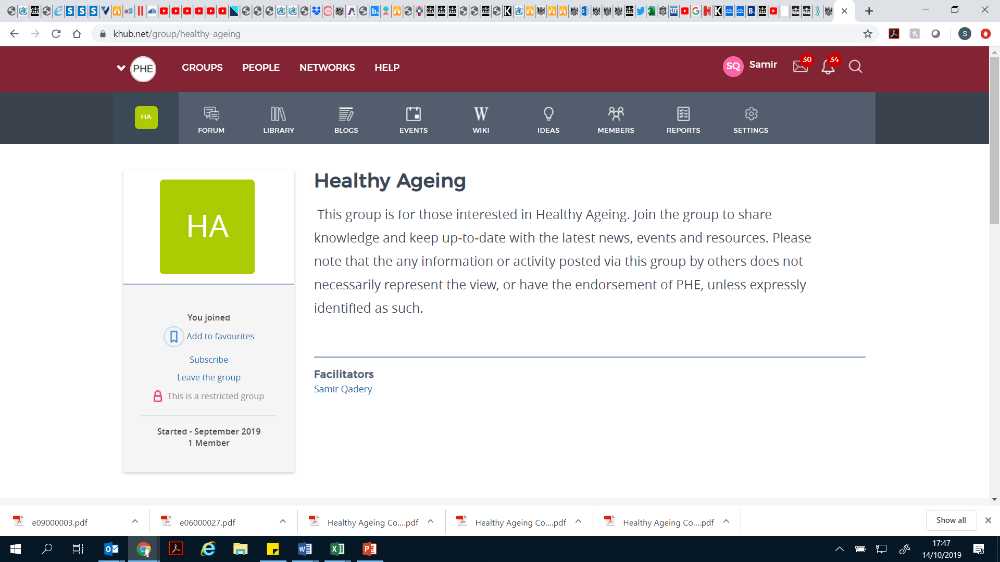 khub.net/group/healthy-ageing
S
PHE
GROUPS
PEOPLE
NETWORKS
HELP
SQ
Samir
30
34
HA
FORUM
LIBRARY
BLOGS
EVENTS
W
WIKI
IDEAS
MEMBERS
REPORTS
SETTINGS
HA
Healthy Ageing
This group is for those interested in Healthy Ageing. Join the group to share
knowledge and keep up-to-date with the latest news, events and resources. Please
note that the any information or activity posted via this group by others does not
necessarily represent the view, or have the endorsement of PHE, unless expressly
identified as such.
You joined
Add to favourites
Subscribe
Leave the group
This is a restricted group
Started - September 2019
1 Member
Facilitators
Samir Qadery
e09000003.pdf
e06000027.pdf
Healthy Ageing Co....pdf
Healthy Ageing Co....pdf
Healthy Ageing Co....pdf
Show all
17:47
14/10/2019